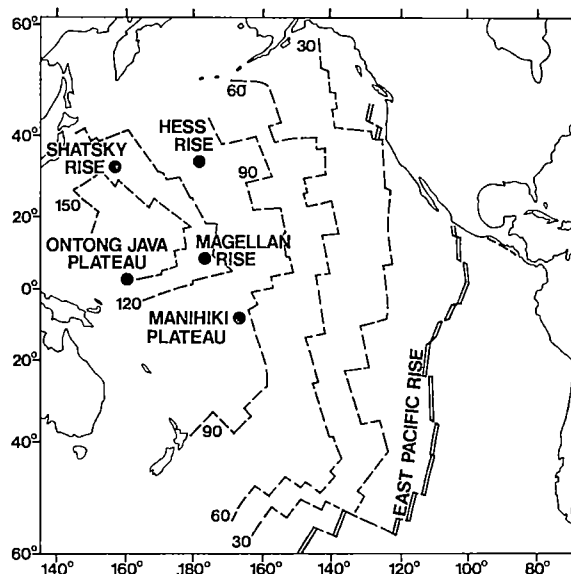 60°
30
60
HESS
RISE
40°
SHATSKY
RISE
90
150
20°
ONTONG JAVA
PLATEAU
MAGELLAN
RISE
0°
120
MANIHIKI
PLATEAU
20°
EAST PACIFIC RISE
90
40°
60
30
60°
140° 160° 180° 160° 140° 120° 100° 80°